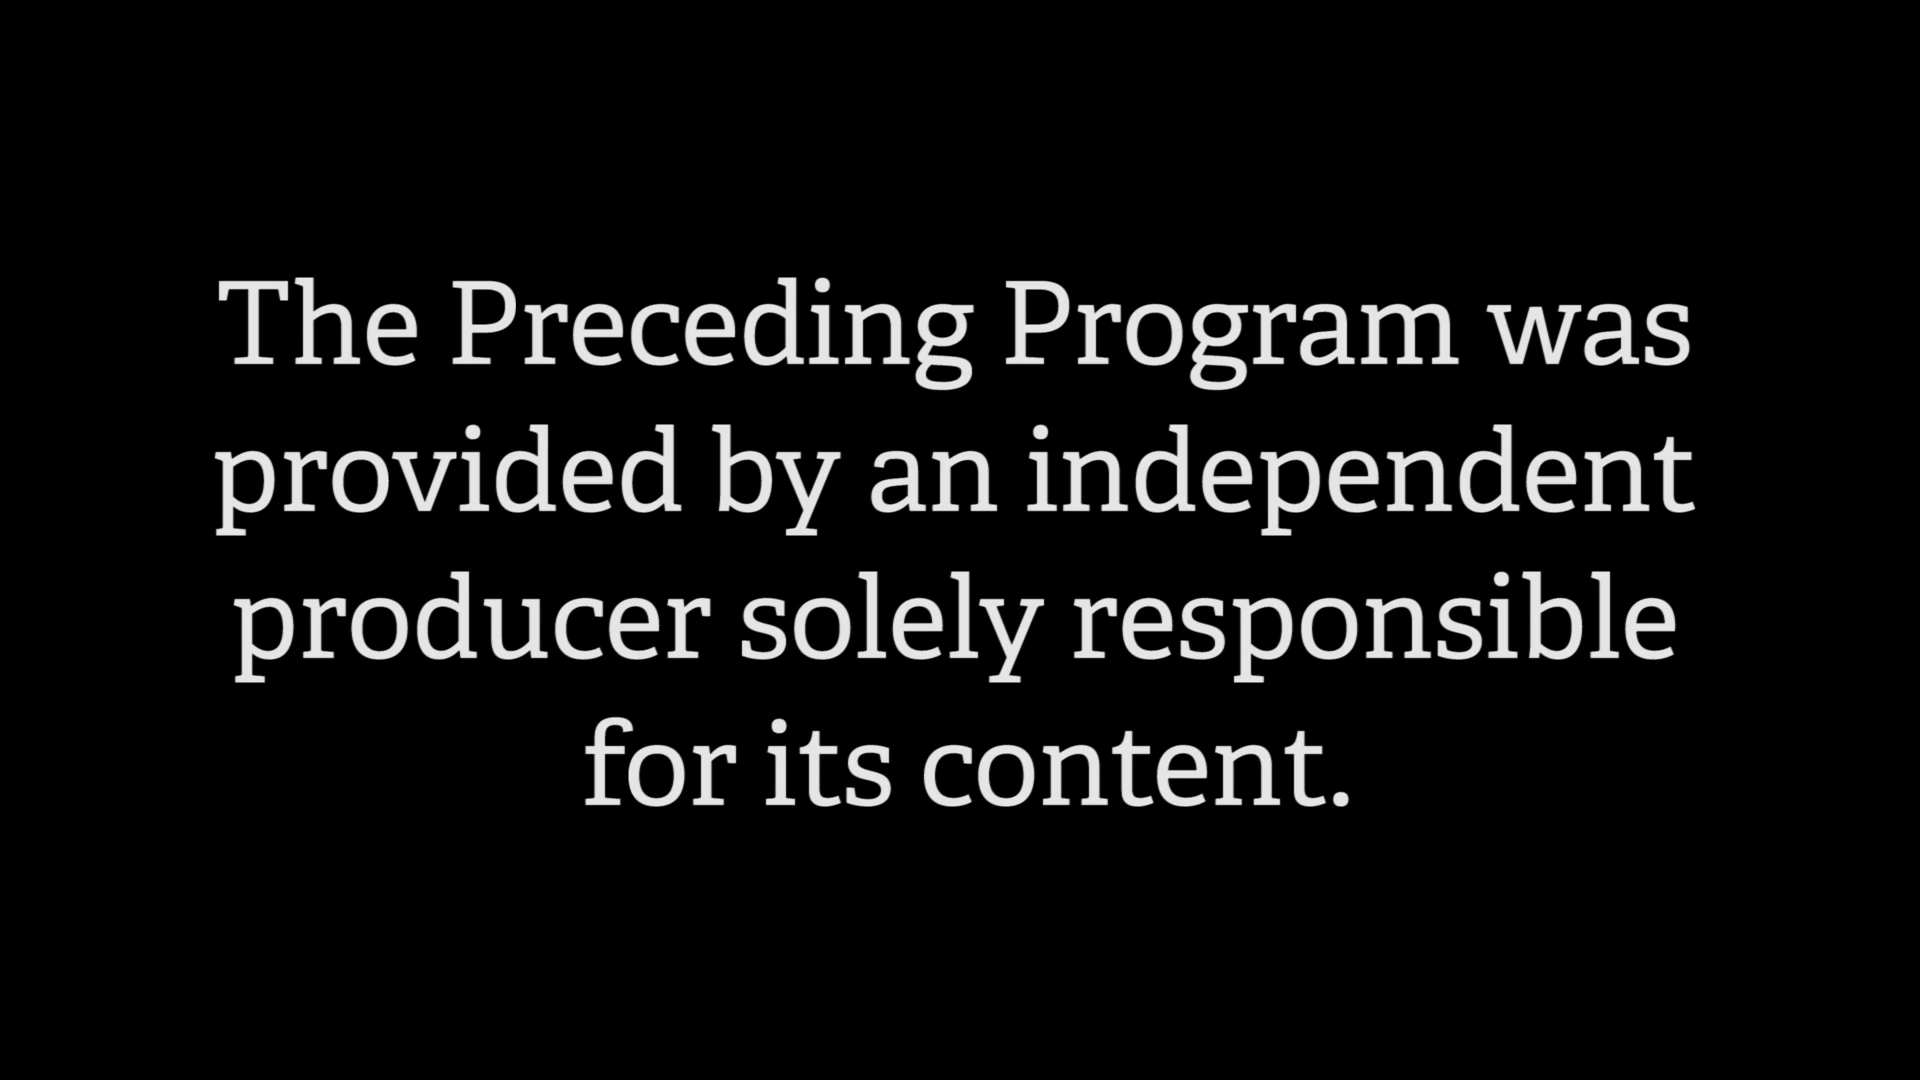 The Preceding Program was
provided by an independent
producer solely responsible
for its content.